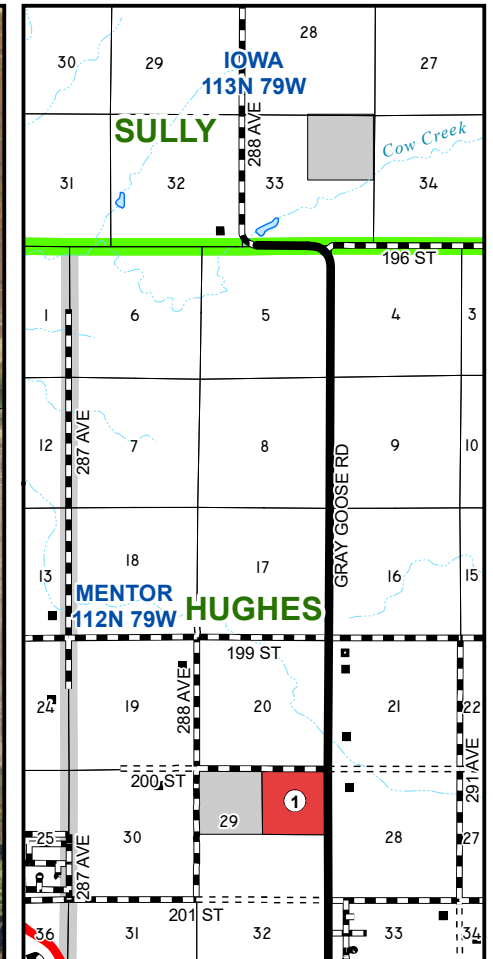 28
30
29
IOWA
27
113N 79W
288 AVE
SULLY
Cow Creek
31
32
33
34
196 ST
1
6
5
4
3
287 AVE
12
7
8
9
10
GRAY GOOSE RD
13
18
17
16
15
MENTOR
112N 79W
HUGHES
199 ST
24
19
288 AVE
20
21
22
291 AVE
200 ST
1
29
25
30
28
27
287 AVE
201 ST
36
31
32
33
34